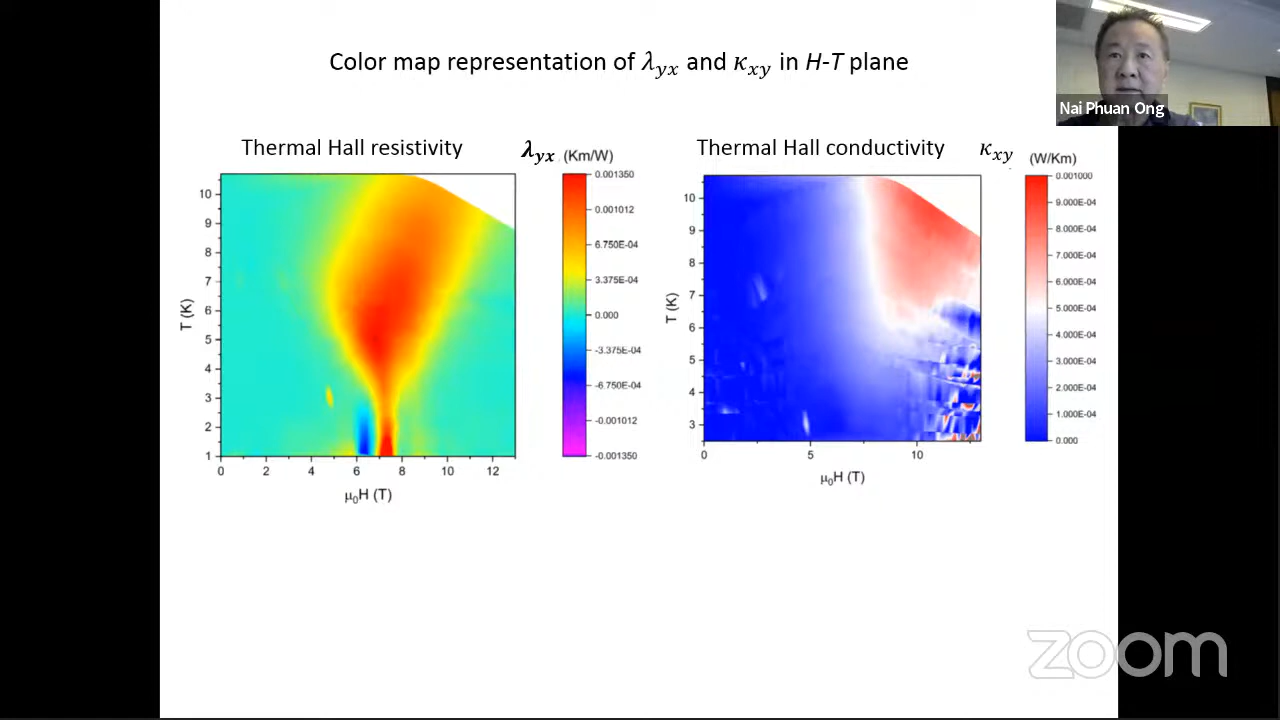 Color map representation of λyx and κxy in H-T plane
Nai Phuan Ong
Thermal Hall resistivity
λyx (Km/W)
10
9
8
7
6
5
4
3
2
1
T (K)
0 2 4 6 8 10 12
μ0H (T)
0.001350
0.001012
6.750E-04
3.375E-04
0.000
-3.375E-04
-6.750E-04
-0.001012
-0.001350
Thermal Hall conductivity
κxy (W/Km)
10
9
8
7
6
5
4
3
T (K)
0 5 10
μ0H (T)
0.001000
9.000E-04
8.000E-04
7.000E-04
6.000E-04
5.000E-04
4.000E-04
3.000E-04
2.000E-04
1.000E-04
0.000
zoom